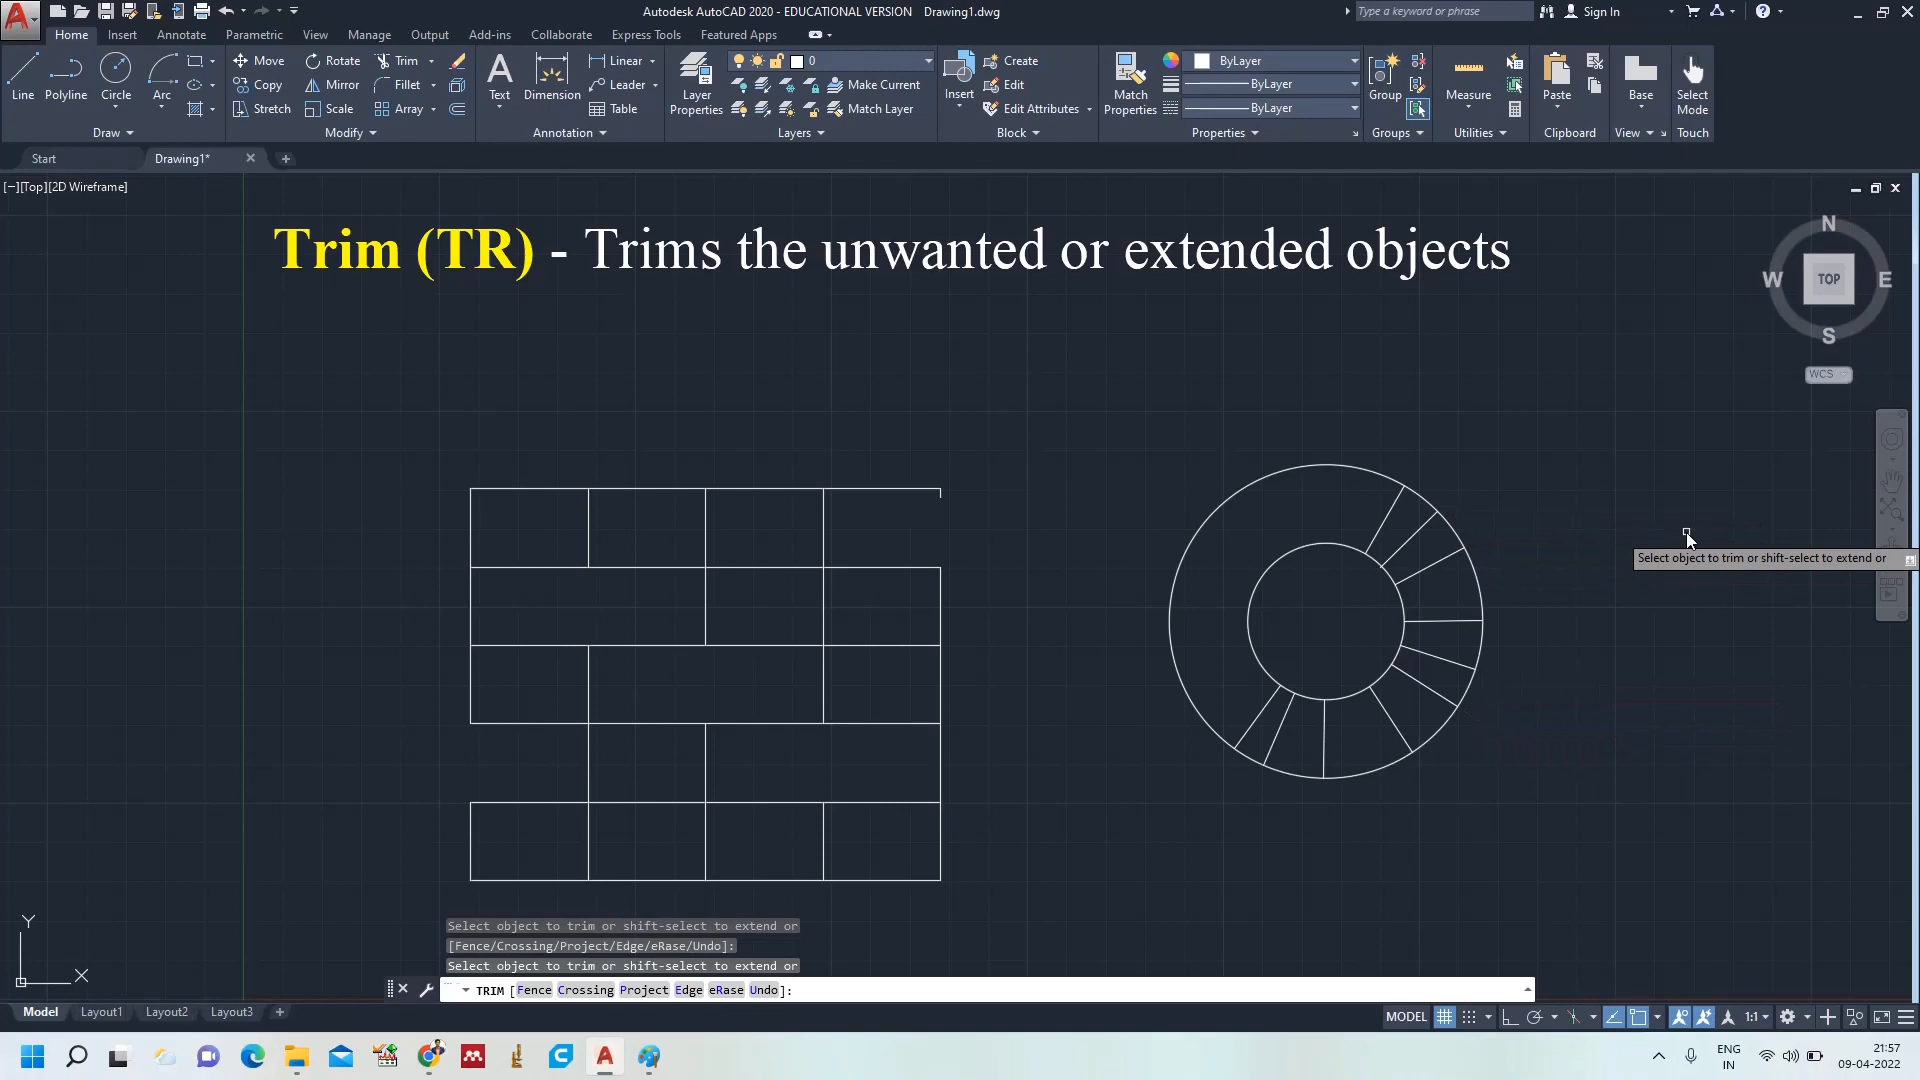 Autodesk AutoCAD 2020 - EDUCATIONAL VERSION Drawing1.dwg
Type a keyword or phrase
Sign In
Home Insert Annotate Parametric View Manage Output Add-ins Collaborate Express Tools Featured Apps
Line Polyline Circle Arc
Move Rotate Trim
Copy Mirror Fillet
Stretch Scale Array
Text Dimension
Linear
Leader
Table
Layer Properties
0
Make Current
Match Layer
Insert
Create
Edit
Edit Attributes
Match Properties
ByLayer
ByLayer
ByLayer
Group
Measure
Paste
Base
Select Mode
Draw Modify Annotation Layers Block Properties Groups Utilities Clipboard View Touch
Start Drawing1*
[−][Top][2D Wireframe]
Trim (TR) - Trims the unwanted or extended objects
N
W TOP E
S
WCS
Select object to trim or shift-select to extend or
Y
X
Select object to trim or shift-select to extend or
[Fence/Crossing/Project/Edge/eRase/Undo]:
Select object to trim or shift-select to extend or
TRIM [Fence Crossing Project Edge eRase Undo]:
Model Layout1 Layout2 Layout3
MODEL
1:1
ENG
IN
21:57
09-04-2022